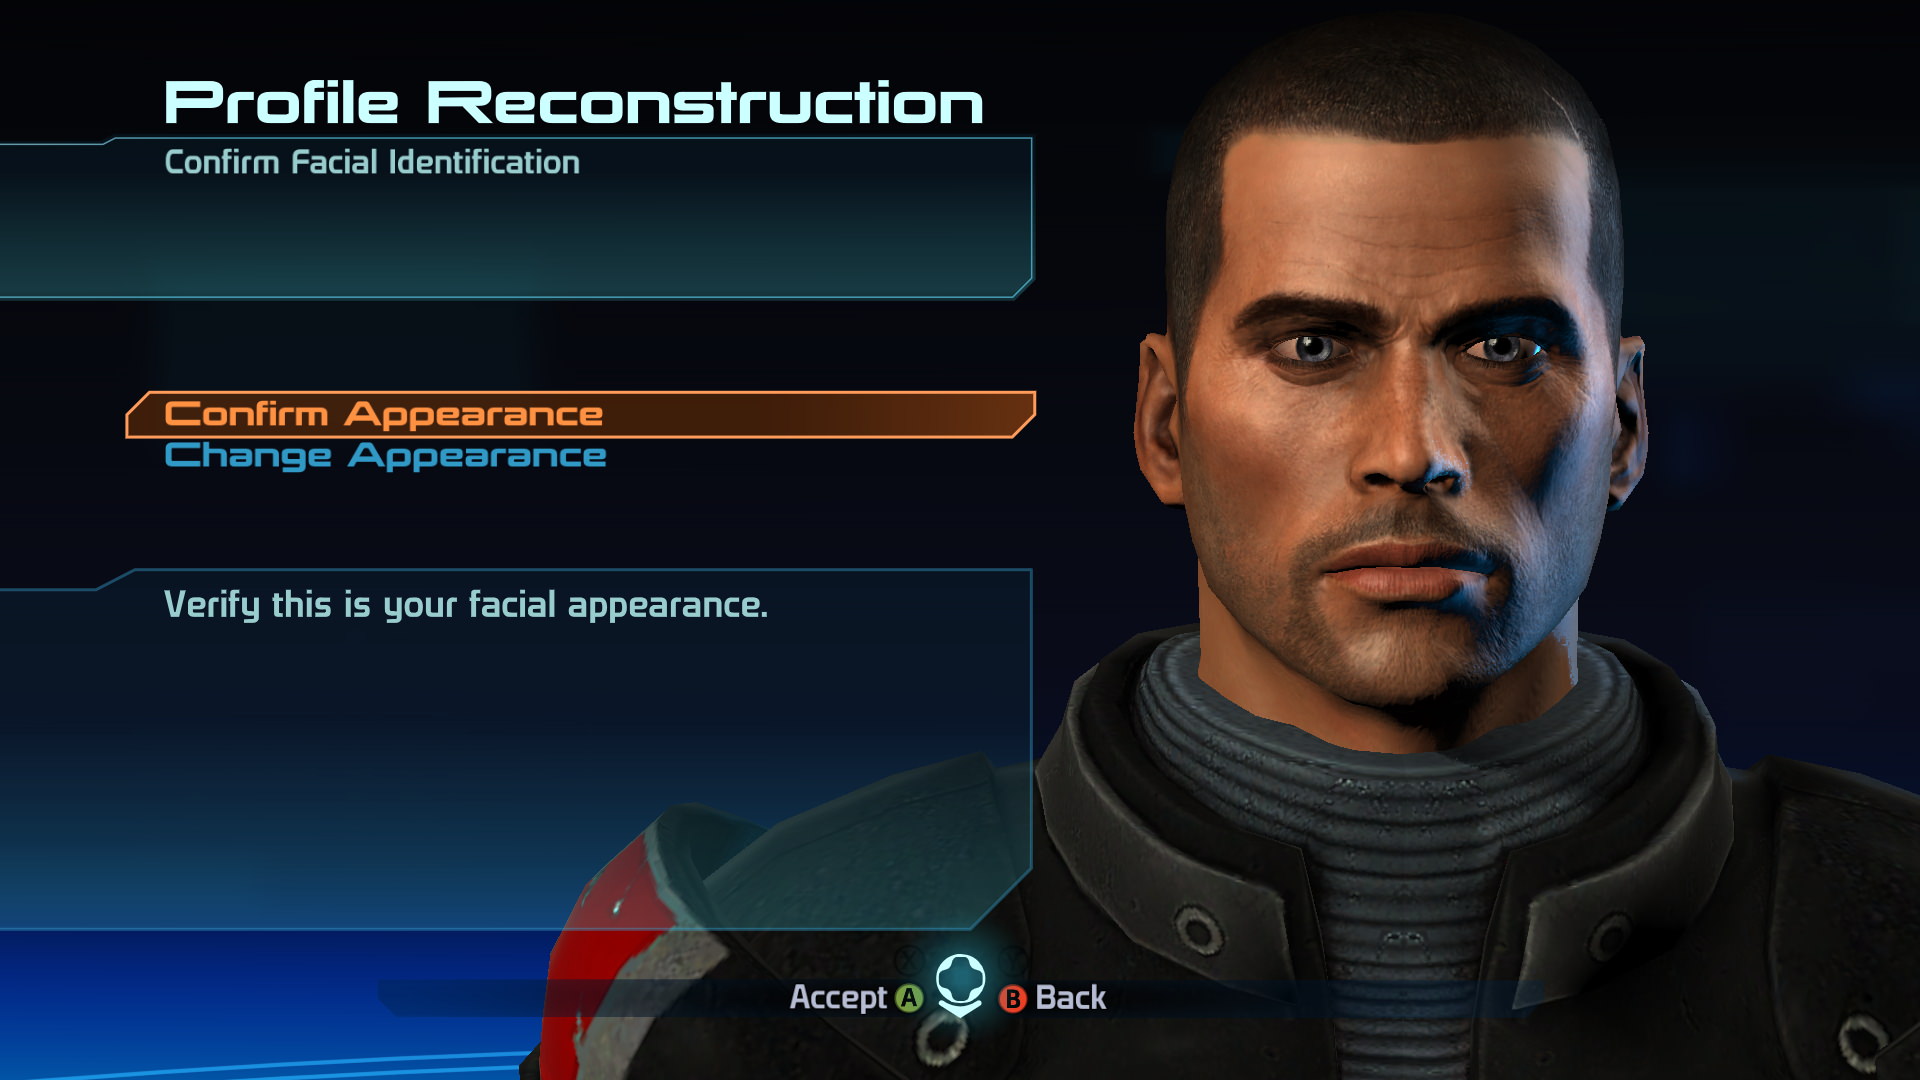 Profile Reconstruction
Confirm Facial Identification
Confirm Appearance
Change Appearance
Verify this is your facial appearance.
Accept A B Back